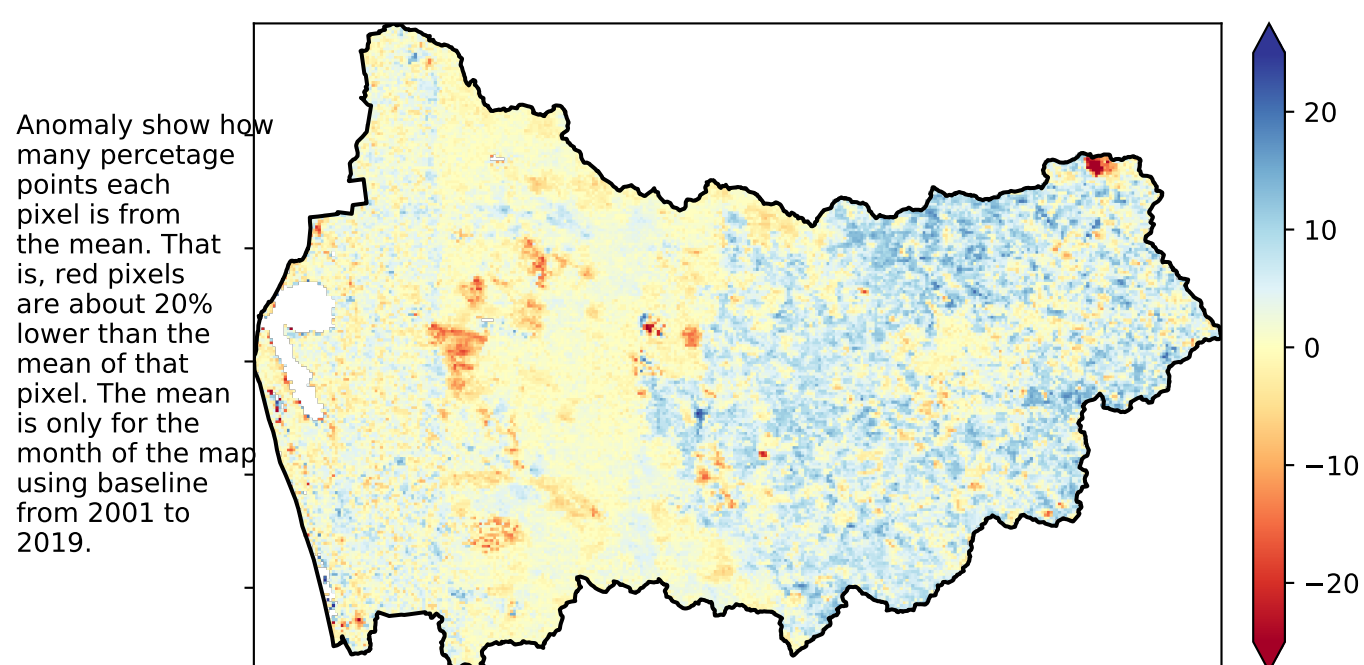 Anomaly show how
many percetage
points each
pixel is from
the mean. That
is, red pixels
are about 20%
lower than the
mean of that
pixel. The mean
is only for the
month of the map
using baseline
from 2001 to
2019.
20
10
0
−10
−20